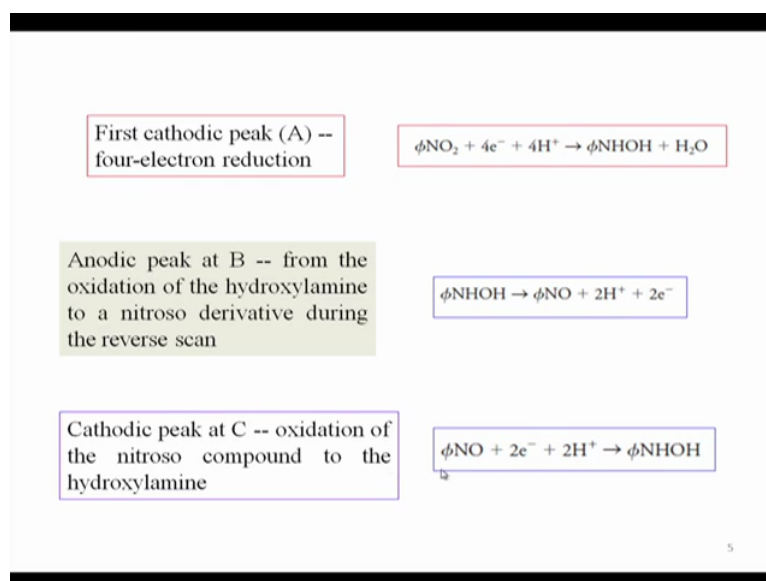 First cathodic peak (A) --
four-electron reduction
ϕNO₂ + 4e⁻ + 4H⁺ → ϕNHOH + H₂O
Anodic peak at B -- from the
oxidation of the hydroxylamine
to a nitroso derivative during
the reverse scan
ϕNHOH → ϕNO + 2H⁺ + 2e⁻
Cathodic peak at C -- oxidation of
the nitroso compound to the
hydroxylamine
ϕNO + 2e⁻ + 2H⁺ → ϕNHOH
5